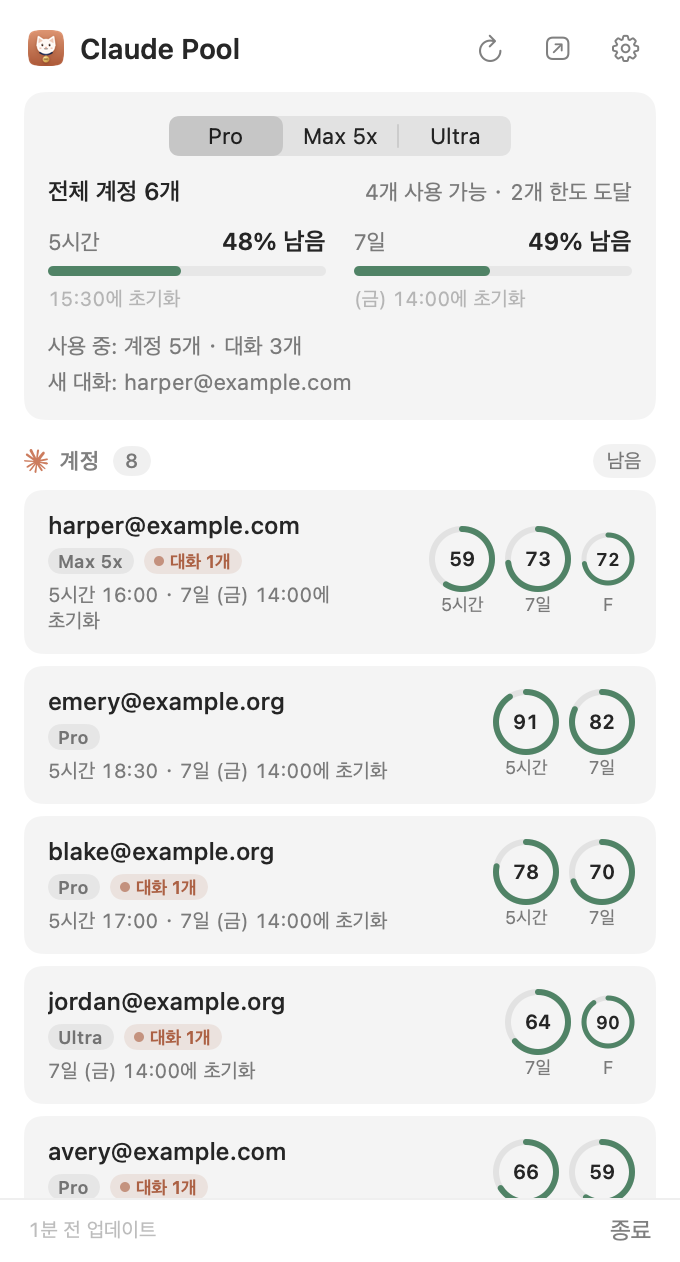 Claude Pool
Pro Max 5x Ultra
전체 계정 6개 4개 사용 가능 · 2개 한도 도달
5시간 48% 남음 7일 49% 남음
15:30에 초기화 (금) 14:00에 초기화
사용 중: 계정 5개 · 대화 3개
새 대화: harper@example.com
계정 8 남음
harper@example.com
Max 5x 대화 1개
5시간 16:00 · 7일 (금) 14:00에
초기화
59 73 72
5시간 7일 F
emery@example.org
Pro
5시간 18:30 · 7일 (금) 14:00에 초기화
91 82
5시간 7일
blake@example.org
Pro 대화 1개
5시간 17:00 · 7일 (금) 14:00에 초기화
78 70
5시간 7일
jordan@example.org
Ultra 대화 1개
7일 (금) 14:00에 초기화
64 90
7일 F
avery@example.com
Pro 대화 1개
66 59
1분 전 업데이트 종료